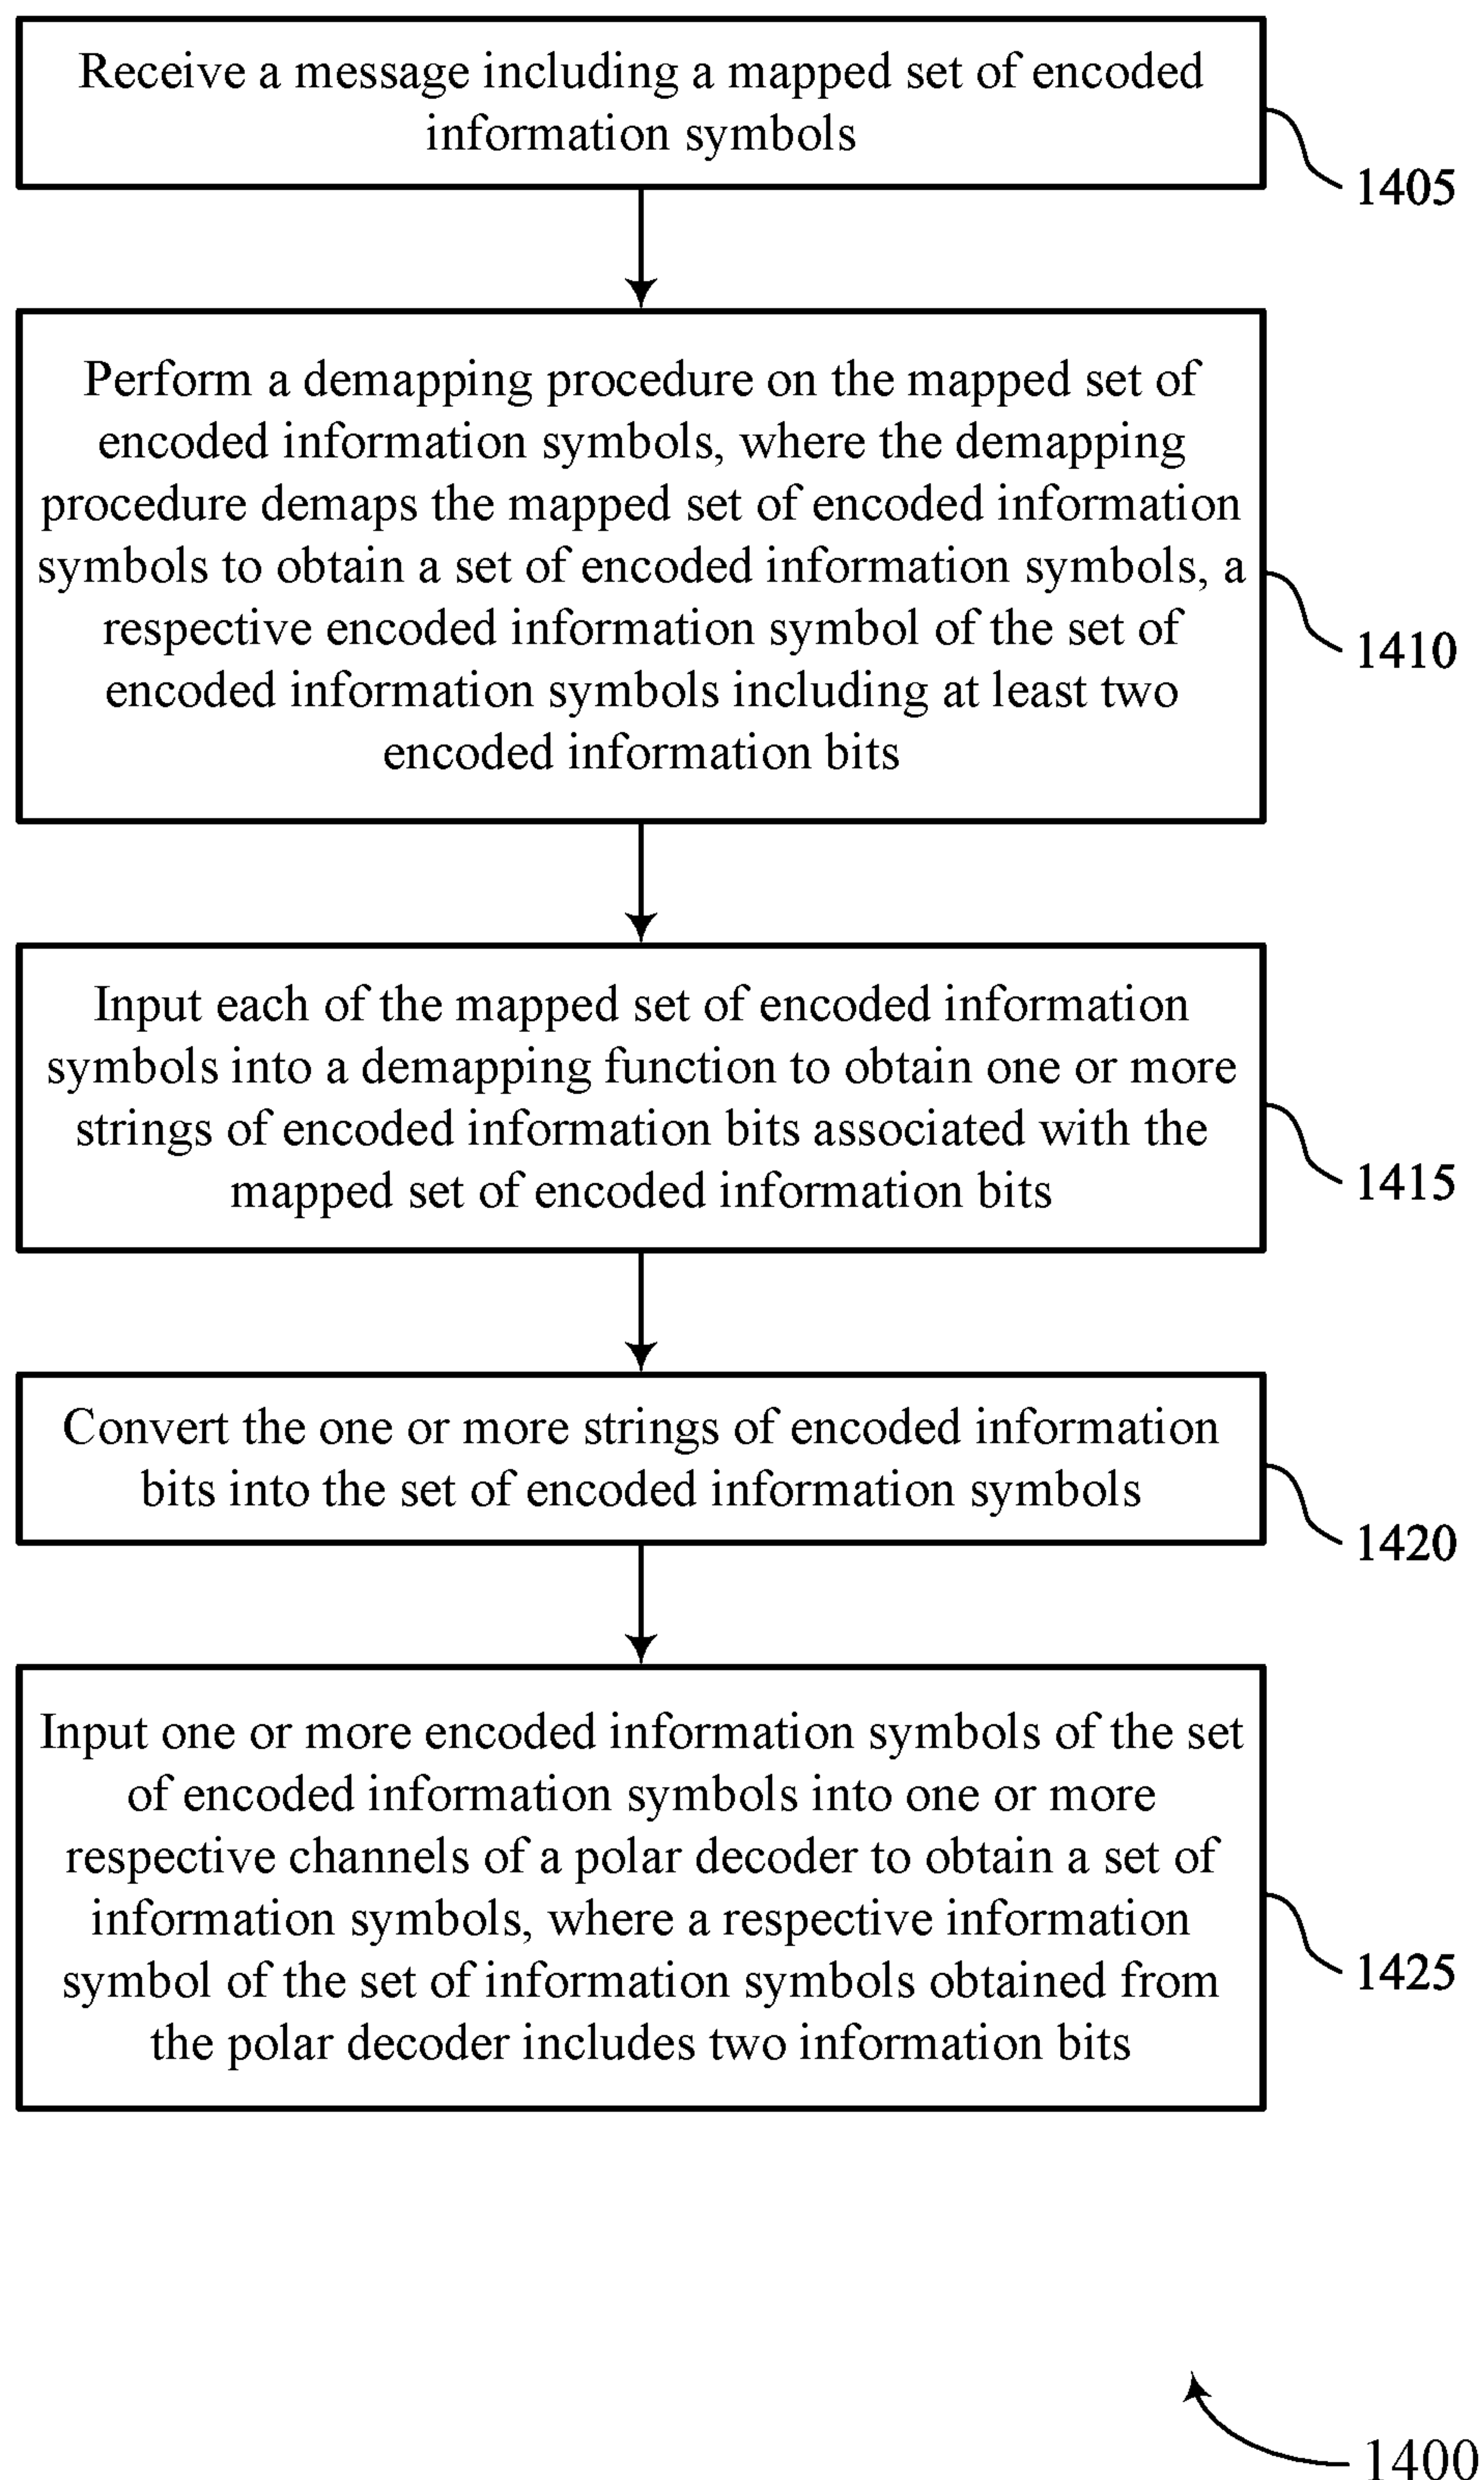 Receive a message including a mapped set of encoded
information symbols
1405
Perform a demapping procedure on the mapped set of
encoded information symbols, where the demapping
procedure demaps the mapped set of encoded information
symbols to obtain a set of encoded information symbols, a
respective encoded information symbol of the set of
encoded information symbols including at least two
encoded information bits
1410
Input each of the mapped set of encoded information
symbols into a demapping function to obtain one or more
strings of encoded information bits associated with the
mapped set of encoded information bits
1415
Convert the one or more strings of encoded information
bits into the set of encoded information symbols
1420
Input one or more encoded information symbols of the set
of encoded information symbols into one or more
respective channels of a polar decoder to obtain a set of
information symbols, where a respective information
symbol of the set of information symbols obtained from
the polar decoder includes two information bits
1425
1400